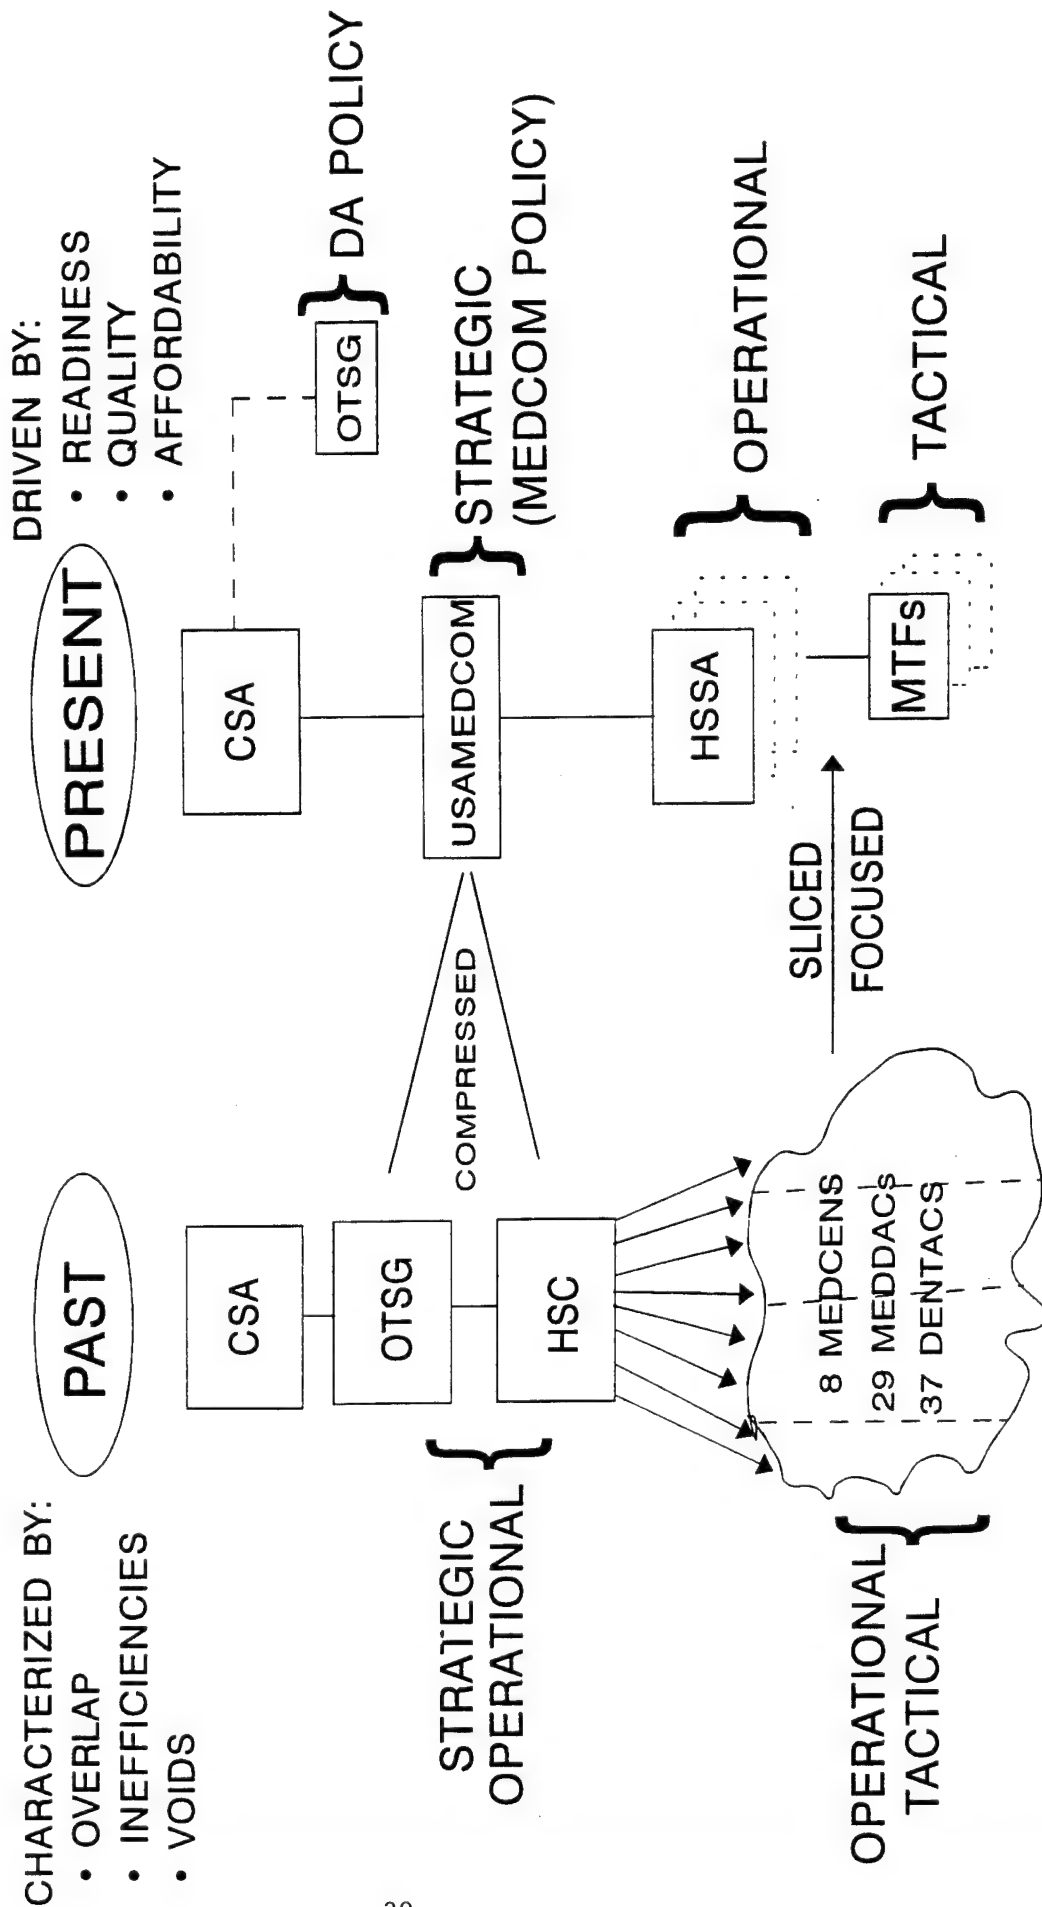 CHARACTERIZED BY:
• OVERLAP
• INEFFICIENCIES
• VOIDS
PAST
CSA
OTSG
HSC
STRATEGIC
OPERATIONAL
8 MEDCENS
29 MEDDACs
37 DENTACS
OPERATIONAL
TACTICAL
COMPRESSED
SLICED
FOCUSED
PRESENT
DRIVEN BY:
• READINESS
• QUALITY
• AFFORDABILITY
CSA
OTSG
DA POLICY
USAMEDCOM
STRATEGIC
(MEDCOM POLICY)
HSSA
OPERATIONAL
MTFs
TACTICAL